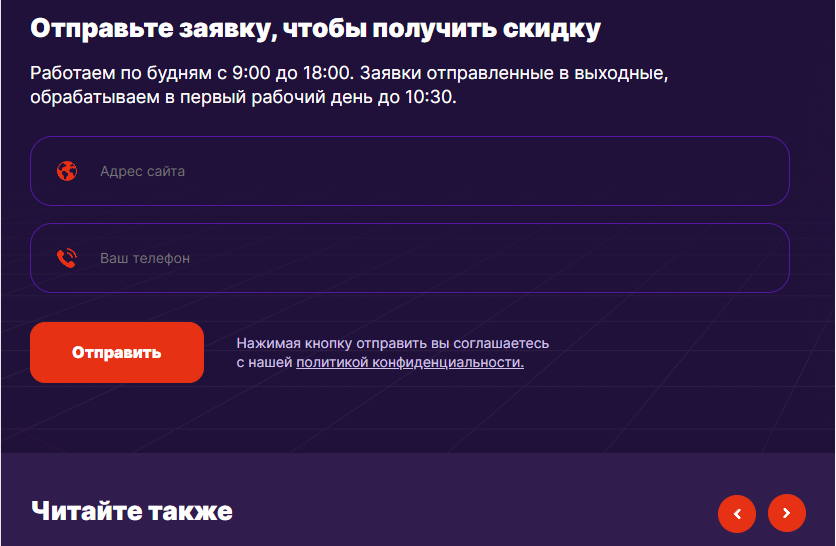 Отправьте заявку, чтобы получить скидку
Работаем по будням с 9:00 до 18:00. Заявки отправленные в выходные,
обрабатываем в первый рабочий день до 10:30.
Адрес сайта
Ваш телефон
Отправить
Нажимая кнопку отправить вы соглашаетесь
с нашей политикой конфиденциальности.
Читайте также